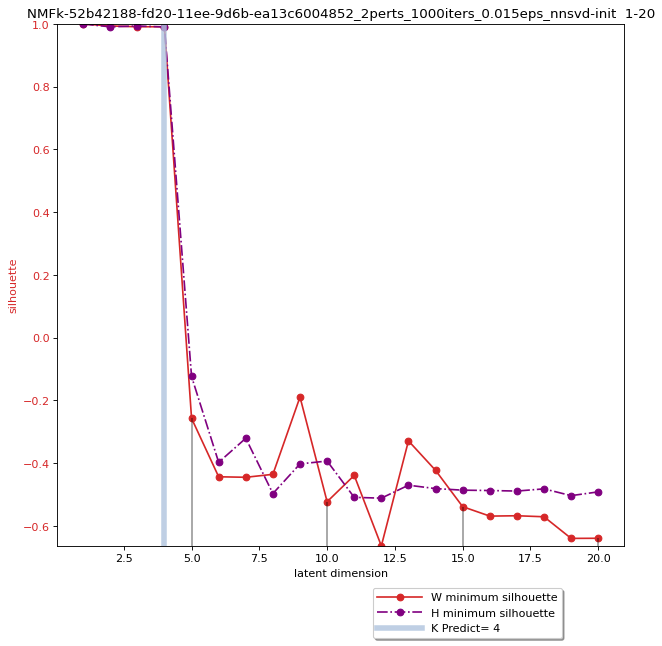 NMFk-52b42188-fd20-11ee-9d6b-ea13c6004852_2perts_1000iters_0.015eps_nnsvd-init  1-20
1.0
0.8
0.6
0.4
0.2
0.0
−0.2
−0.4
−0.6
silhouette
2.5 5.0 7.5 10.0 12.5 15.0 17.5 20.0
latent dimension
W minimum silhouette
H minimum silhouette
K Predict= 4